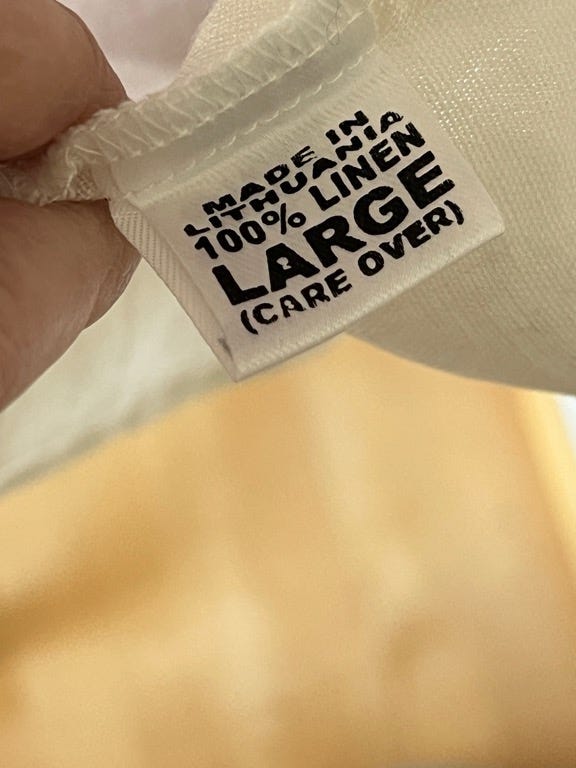 MADE IN
LITHUANIA
100% LINEN
LARGE
(CARE OVER)